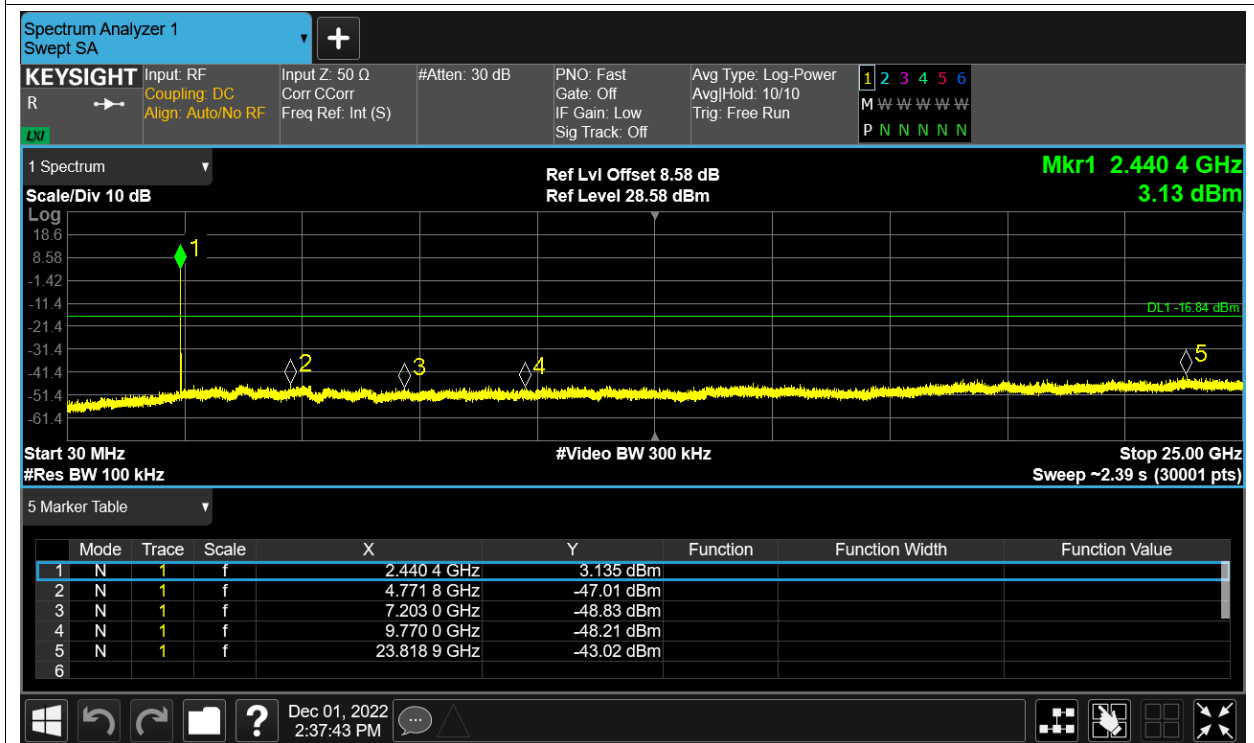 Spectrum Analyzer 1
Swept SA
+
KEYSIGHT
R
LXI
Input: RF
Coupling: DC
Align: Auto/No RF
Input Z: 50 Ω
Corr CCorr
Freq Ref: Int (S)
#Atten: 30 dB
PNO: Fast
Gate: Off
IF Gain: Low
Sig Track: Off
Avg Type: Log-Power
Avg|Hold: 10/10
Trig: Free Run
1 2 3 4 5 6
M W W W W W
P N N N N N
1 Spectrum
Scale/Div 10 dB
Ref Lvl Offset 8.58 dB
Ref Level 28.58 dBm
Mkr1 2.440 4 GHz
3.13 dBm
Log
18.6
8.58
-1.42
-11.4
-21.4
-31.4
-41.4
-51.4
-61.4
1
2
3
4
5
DL1 -16.84 dBm
Start 30 MHz
#Res BW 100 kHz
#Video BW 300 kHz
Stop 25.00 GHz
Sweep ~2.39 s (30001 pts)
5 Marker Table
Mode Trace Scale X Y Function Function Width Function Value
1 N 1 f 2.440 4 GHz 3.135 dBm
2 N 1 f 4.771 8 GHz -47.01 dBm
3 N 1 f 7.203 0 GHz -48.83 dBm
4 N 1 f 9.770 0 GHz -48.21 dBm
5 N 1 f 23.818 9 GHz -43.02 dBm
6
?
Dec 01, 2022
2:37:43 PM